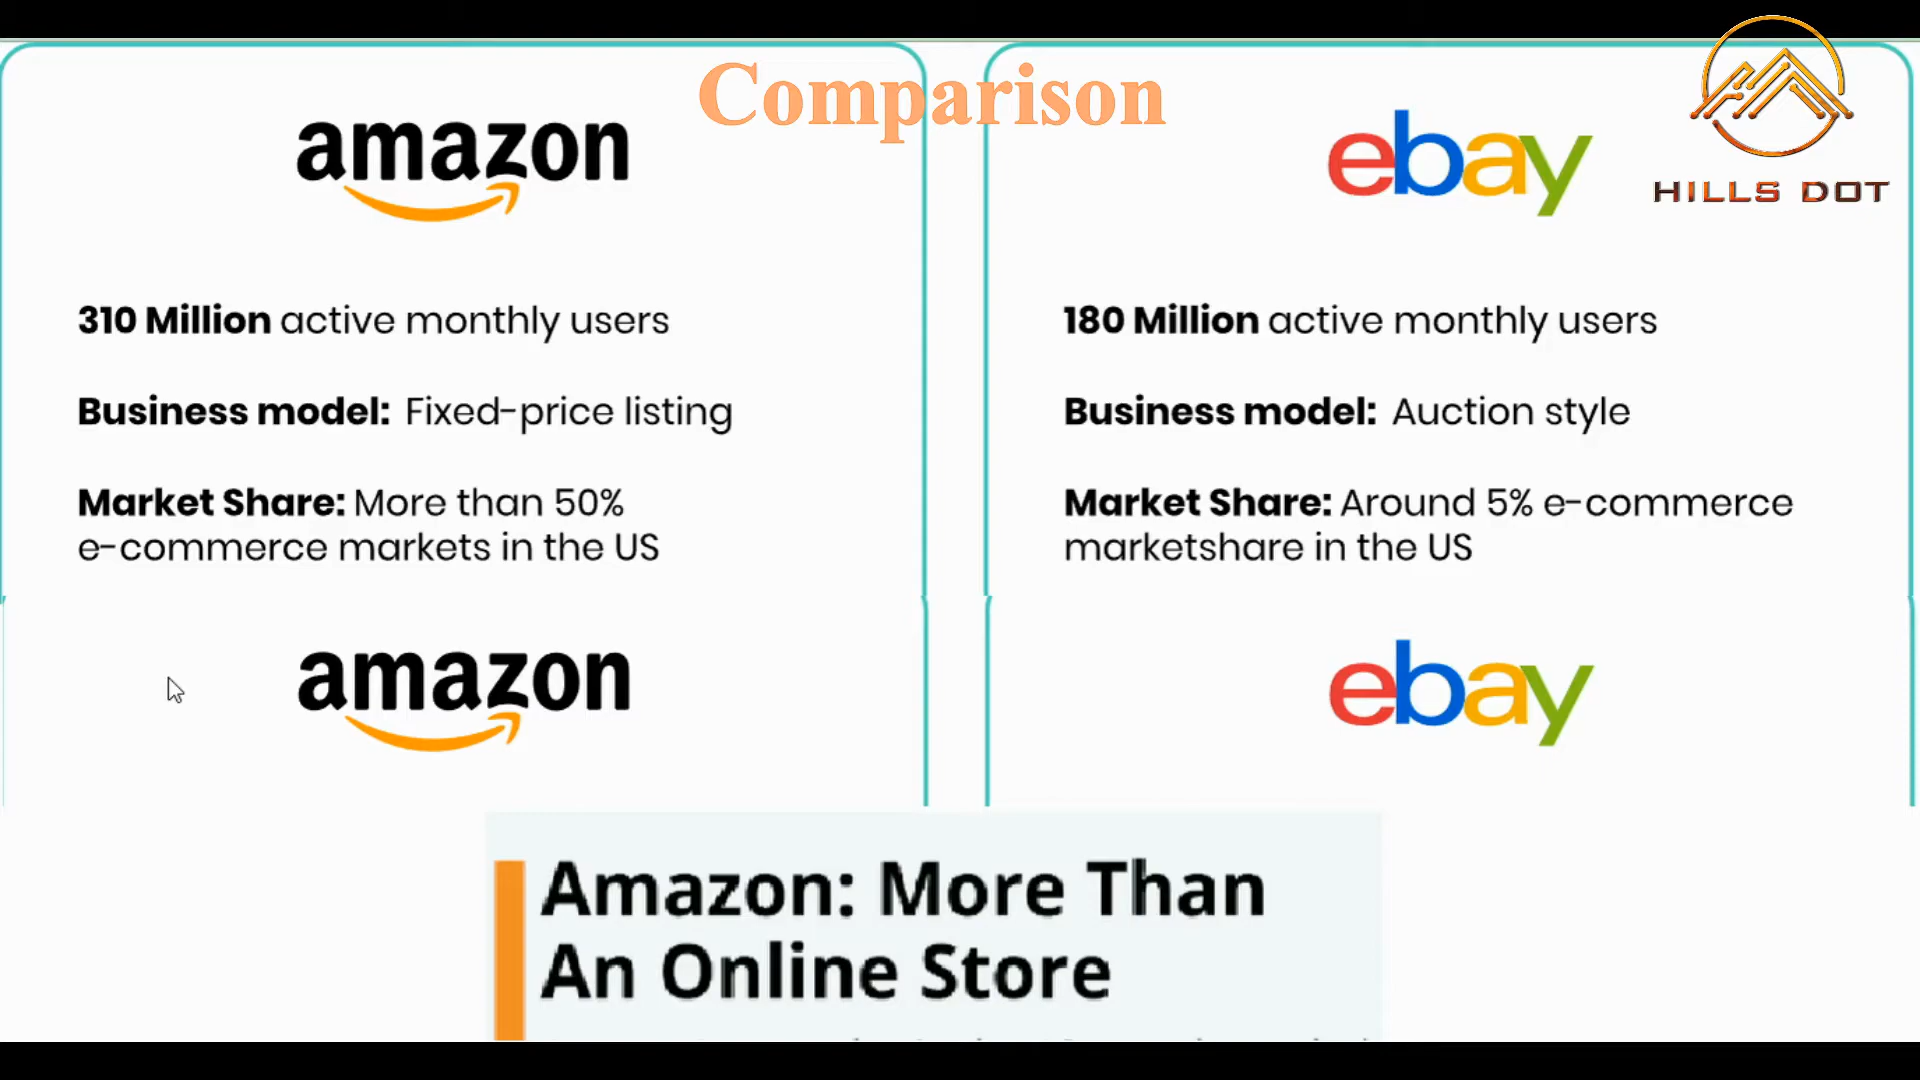 Comparison
amazon
ebay
HILLS DOT
310 Million active monthly users
Business model: Fixed-price listing
Market Share: More than 50%
e-commerce markets in the US
180 Million active monthly users
Business model: Auction style
Market Share: Around 5% e-commerce
marketshare in the US
amazon
ebay
Amazon: More Than
An Online Store